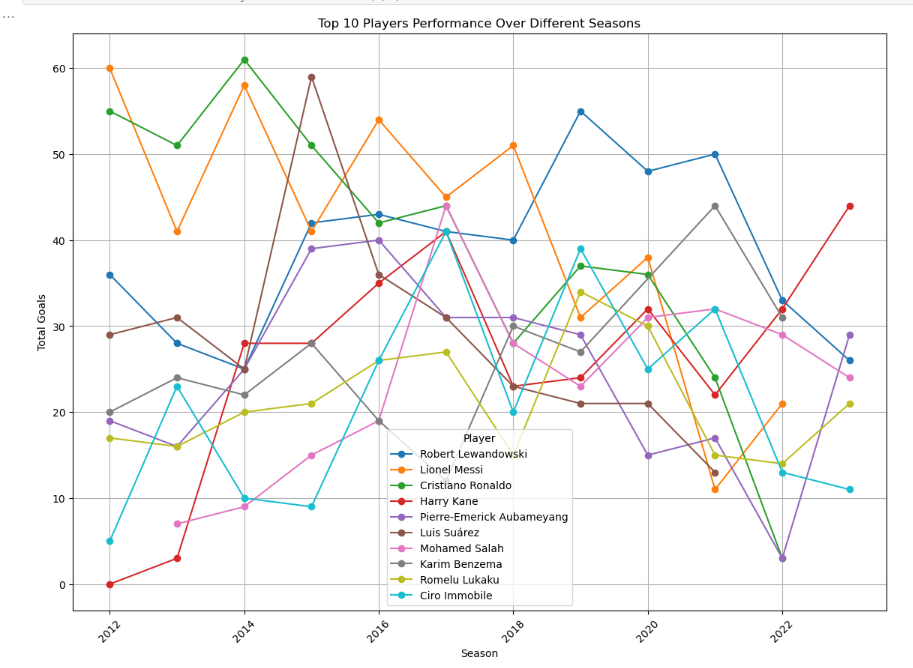 ...
Top 10 Players Performance Over Different Seasons
60
50
40
30
20
10
0
Total Goals
Player
Robert Lewandowski
Lionel Messi
Cristiano Ronaldo
Harry Kane
Pierre-Emerick Aubameyang
Luis Suárez
Mohamed Salah
Karim Benzema
Romelu Lukaku
Ciro Immobile
2012
2014
2016
2018
2020
2022
Season